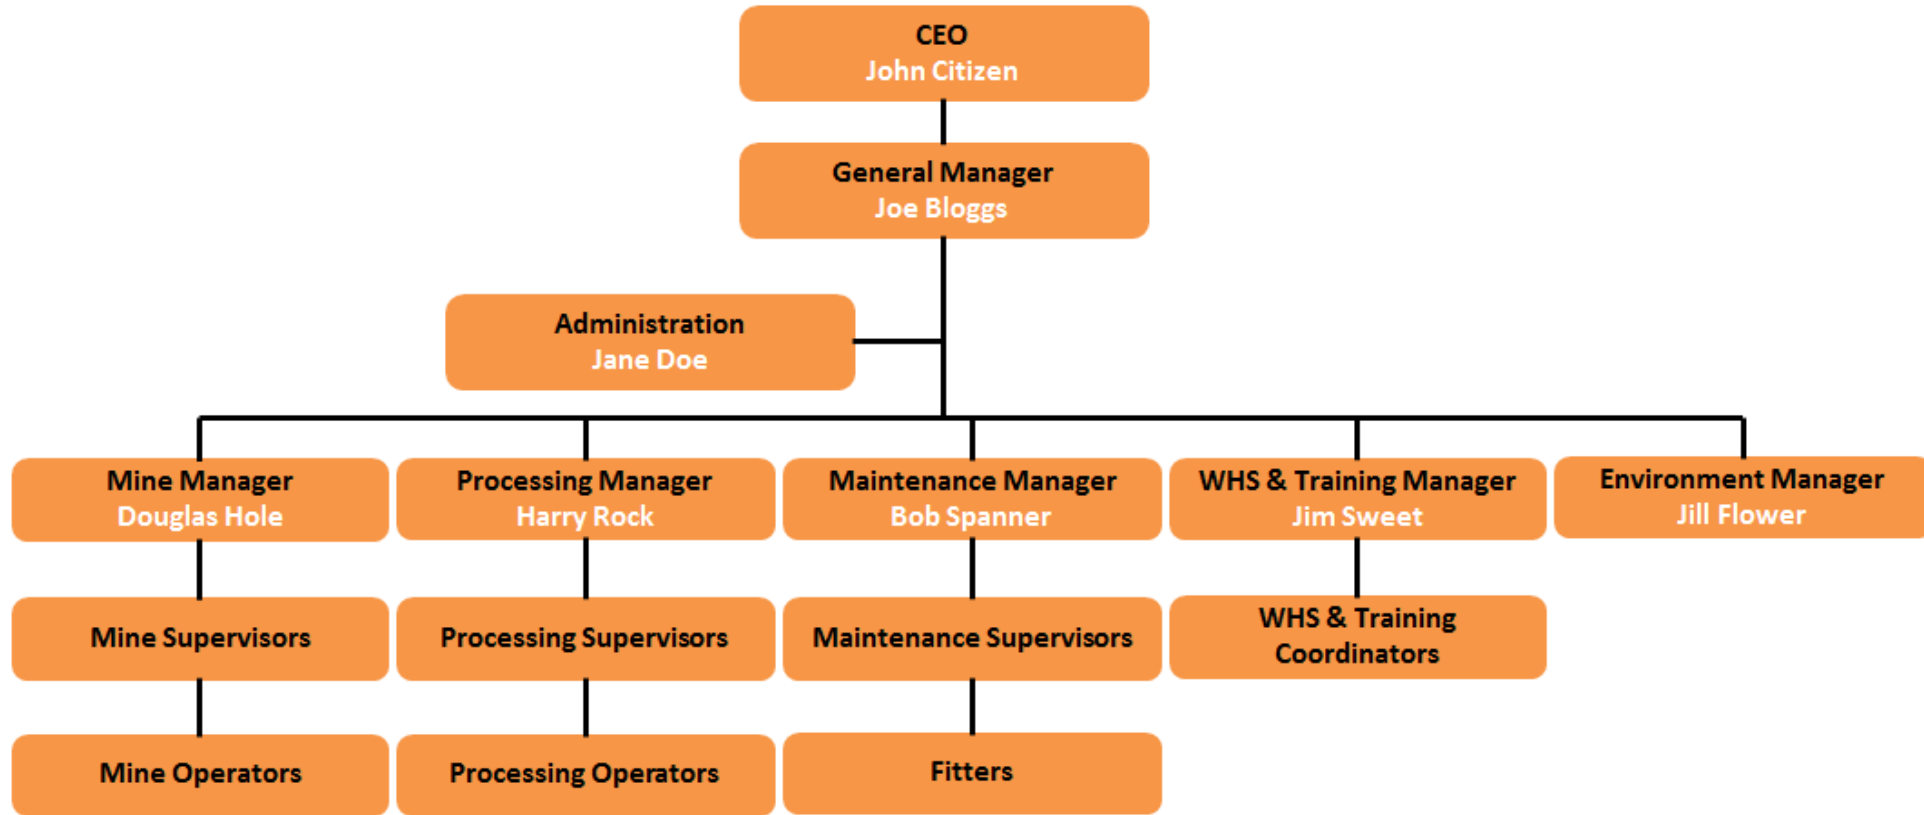 CEO
John Citizen
General Manager
Joe Bloggs
Administration
Jane Doe
Mine Manager
Douglas Hole
Processing Manager
Harry Rock
Maintenance Manager
Bob Spanner
WHS & Training Manager
Jim Sweet
Environment Manager
Jill Flower
Mine Supervisors
Processing Supervisors
Maintenance Supervisors
WHS & Training
Coordinators
Mine Operators
Processing Operators
Fitters